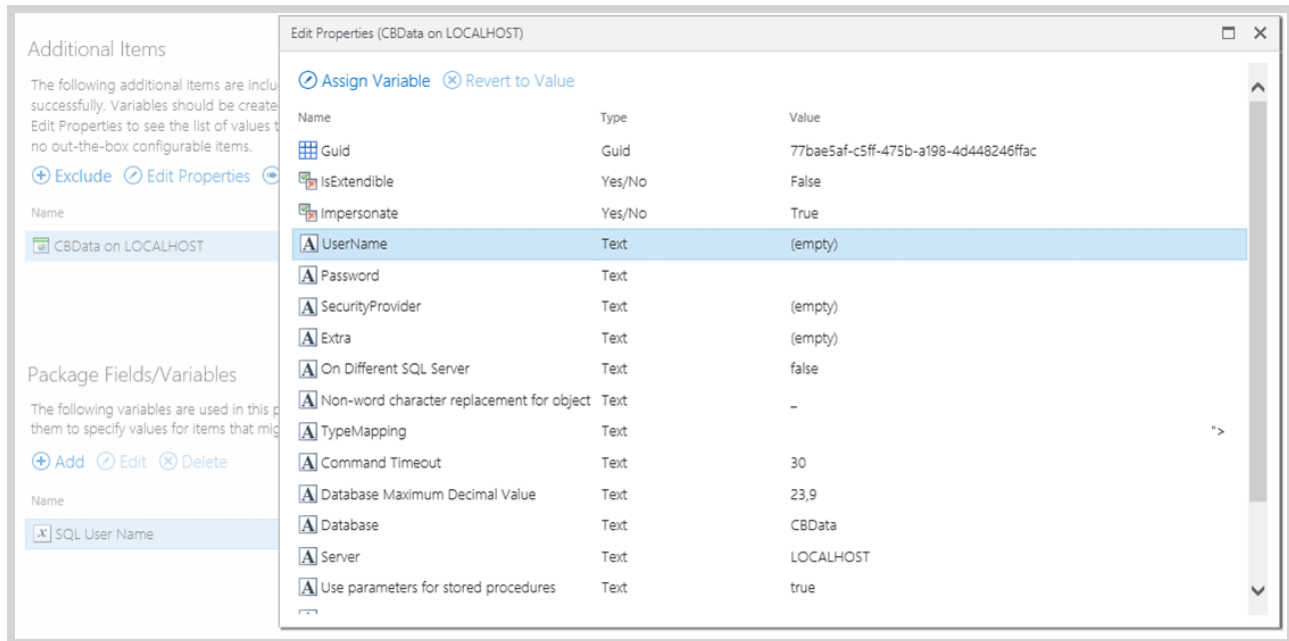 Edit Properties (CBData on LOCALHOST)
Additional Items
The following additional items are inclu
successfully. Variables should be create
Edit Properties to see the list of values t
no out-the-box configurable items.
Exclude Edit Properties
Name
CBData on LOCALHOST
Package Fields/Variables
The following variables are used in this p
them to specify values for items that mig
Add Edit Delete
Name
SQL User Name
Assign Variable Revert to Value
Name Type Value
Guid Guid 77bae5af-c5ff-475b-a198-4d448246ffac
IsExtendible Yes/No False
Impersonate Yes/No True
UserName Text (empty)
Password Text
SecurityProvider Text (empty)
Extra Text (empty)
On Different SQL Server Text false
Non-word character replacement for object Text _
TypeMapping Text ">
Command Timeout Text 30
Database Maximum Decimal Value Text 23,9
Database Text CBData
Server Text LOCALHOST
Use parameters for stored procedures Text true